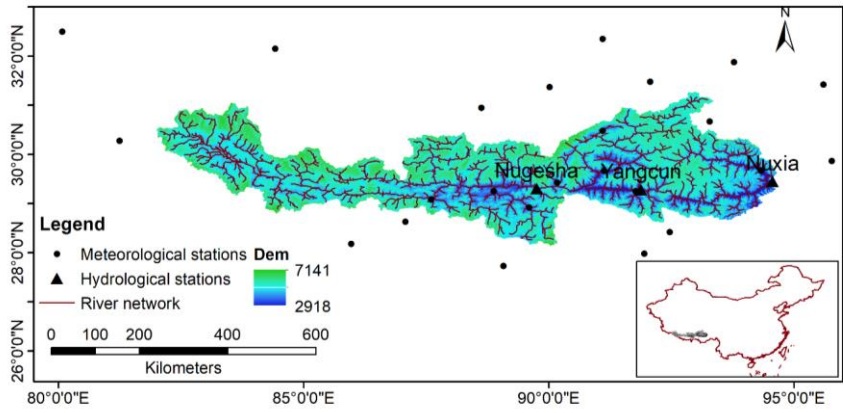 N
32°0'0"N
30°0'0"N
28°0'0"N
26°0'0"N
Nugesha
Yangcun
Nuxia
Legend
Meteorological stations
Hydrological stations
River network
Dem
7141
2918
0 100 200 400 600
Kilometers
80°0'0"E 85°0'0"E 90°0'0"E 95°0'0"E